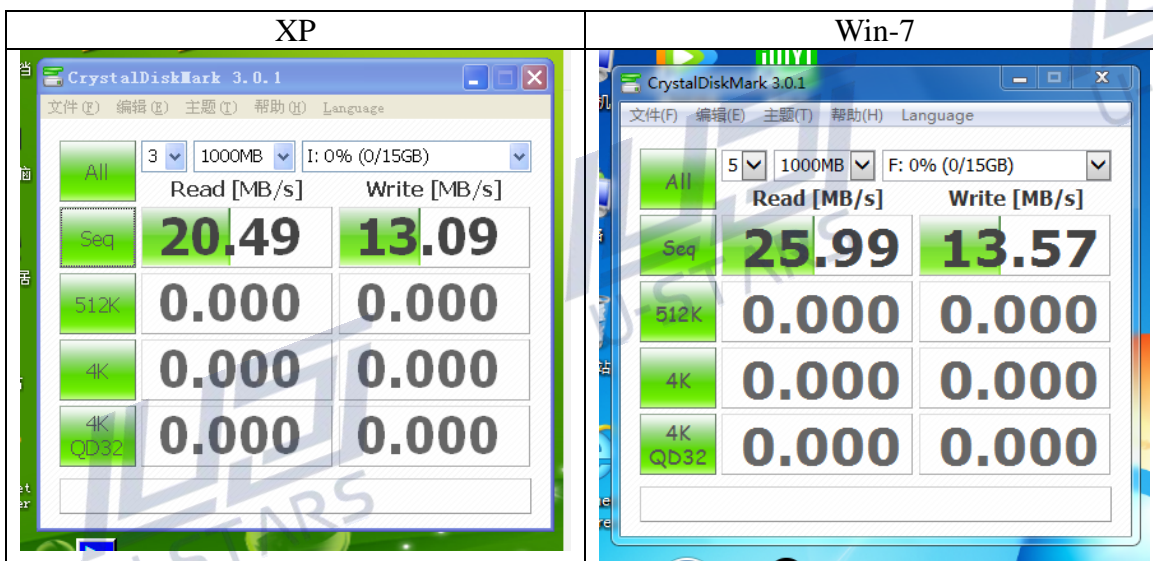 XP
Win-7
CrystalDiskMark 3.0.1
文件(F) 编辑(E) 主题(T) 帮助(H) Language
All
3 1000MB I: 0% (0/15GB)
Read [MB/s] Write [MB/s]
Seq 20.49 13.09
512K 0.000 0.000
4K 0.000 0.000
4K QD32 0.000 0.000
CrystalDiskMark 3.0.1
文件(F) 编辑(E) 主题(T) 帮助(H) Language
All
5 1000MB F: 0% (0/15GB)
Read [MB/s] Write [MB/s]
Seq 25.99 13.57
512K 0.000 0.000
4K 0.000 0.000
4K QD32 0.000 0.000
U-STARS